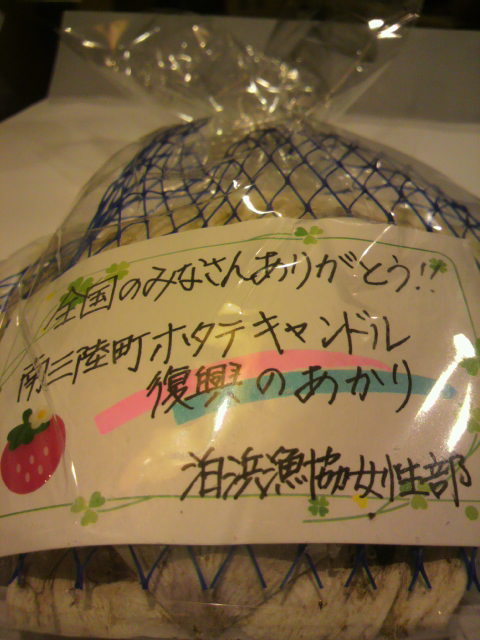 全国のみなさんありがとう!!
南三陸町ホタテキャンドル
復興のあかり
泊浜漁協女性部